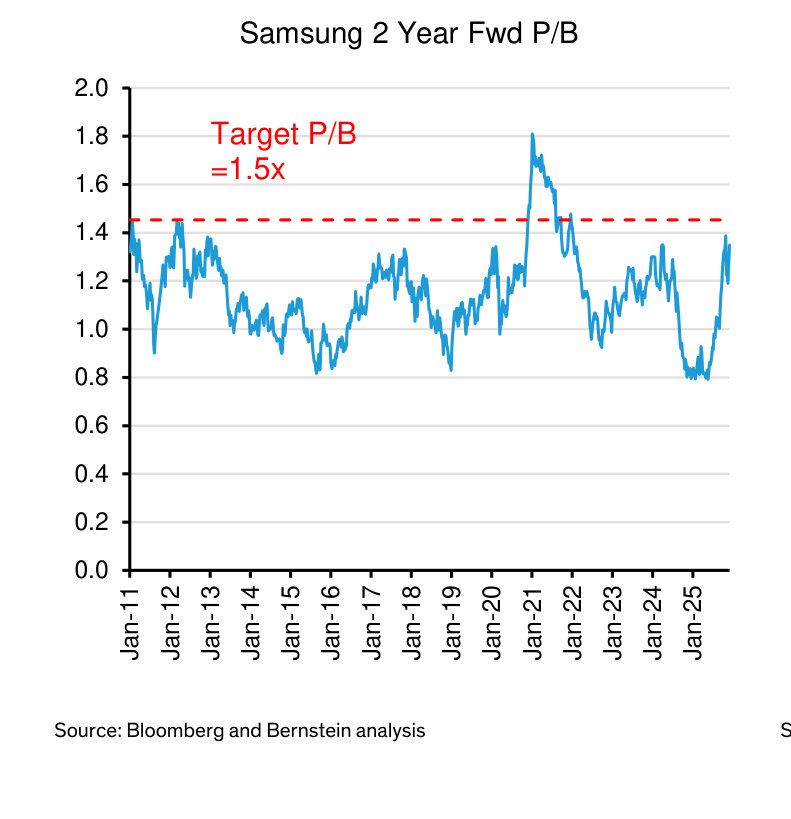 Samsung 2 Year Fwd P/B
2.0
1.8
Target P/B
=1.5x
1.6
1.4
1.2
1.0
0.8
0.6
0.4
0.2
0.0
Jan-11
Jan-12
Jan-13
Jan-14
Jan-15
Jan-16
Jan-17
Jan-18
Jan-19
Jan-20
Jan-21
Jan-22
Jan-23
Jan-24
Jan-25
Source: Bloomberg and Bernstein analysis
S